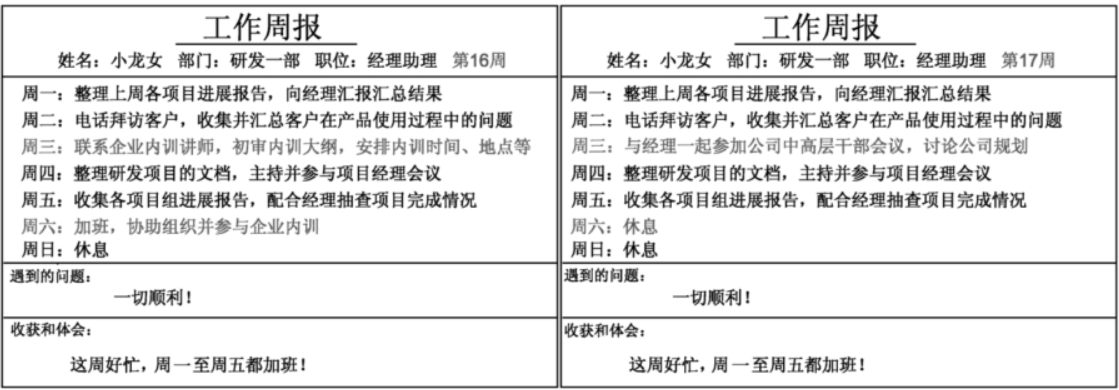 工作周报
姓名：小龙女 部门：研发一部 职位：经理助理 第16周
周一：整理上周各项目进展报告，向经理汇报汇总结果
周二：电话拜访客户，收集并汇总客户在产品使用过程中的问题
周三：联系企业内训讲师，初审内训大纲，安排内训时间、地点等
周四：整理研发项目的文档，主持并参与项目经理会议
周五：收集各项目组进展报告，配合经理抽查项目完成情况
周六：加班，协助组织并参与企业内训
周日：休息
遇到的问题：
一切顺利！
收获和体会：
这周好忙，周一至周五都加班！
工作周报
姓名：小龙女 部门：研发一部 职位：经理助理 第17周
周一：整理上周各项目进展报告，向经理汇报汇总结果
周二：电话拜访客户，收集并汇总客户在产品使用过程中的问题
周三：与经理一起参加公司中高层干部会议，讨论公司规划
周四：整理研发项目的文档，主持并参与项目经理会议
周五：收集各项目组进展报告，配合经理抽查项目完成情况
周六：休息
周日：休息
遇到的问题：
一切顺利！
收获和体会：
这周好忙，周一至周五都加班！